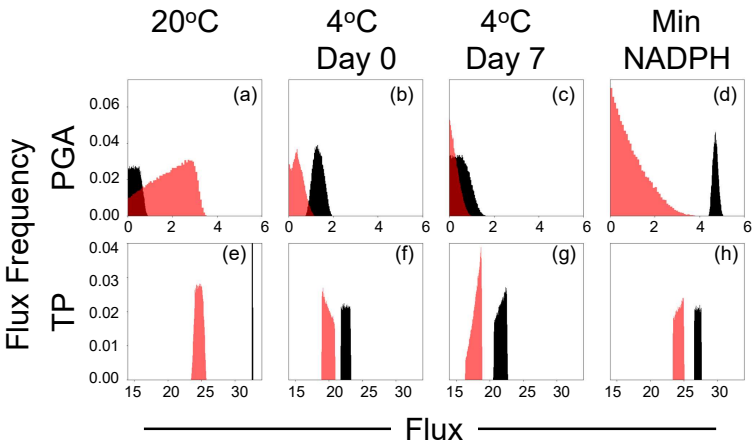 20°C 4°C 4°C Min
Day 0 Day 7 NADPH
Flux Frequency
PGA
0.06
0.04
0.02
0.00
(a) (b) (c) (d)
0 2 4 6 0 2 4 6 0 2 4 6 0 2 4 6
TP
0.04
0.03
0.02
0.01
0.00
(e) (f) (g) (h)
15 20 25 30 15 20 25 30 15 20 25 30 15 20 25 30
Flux